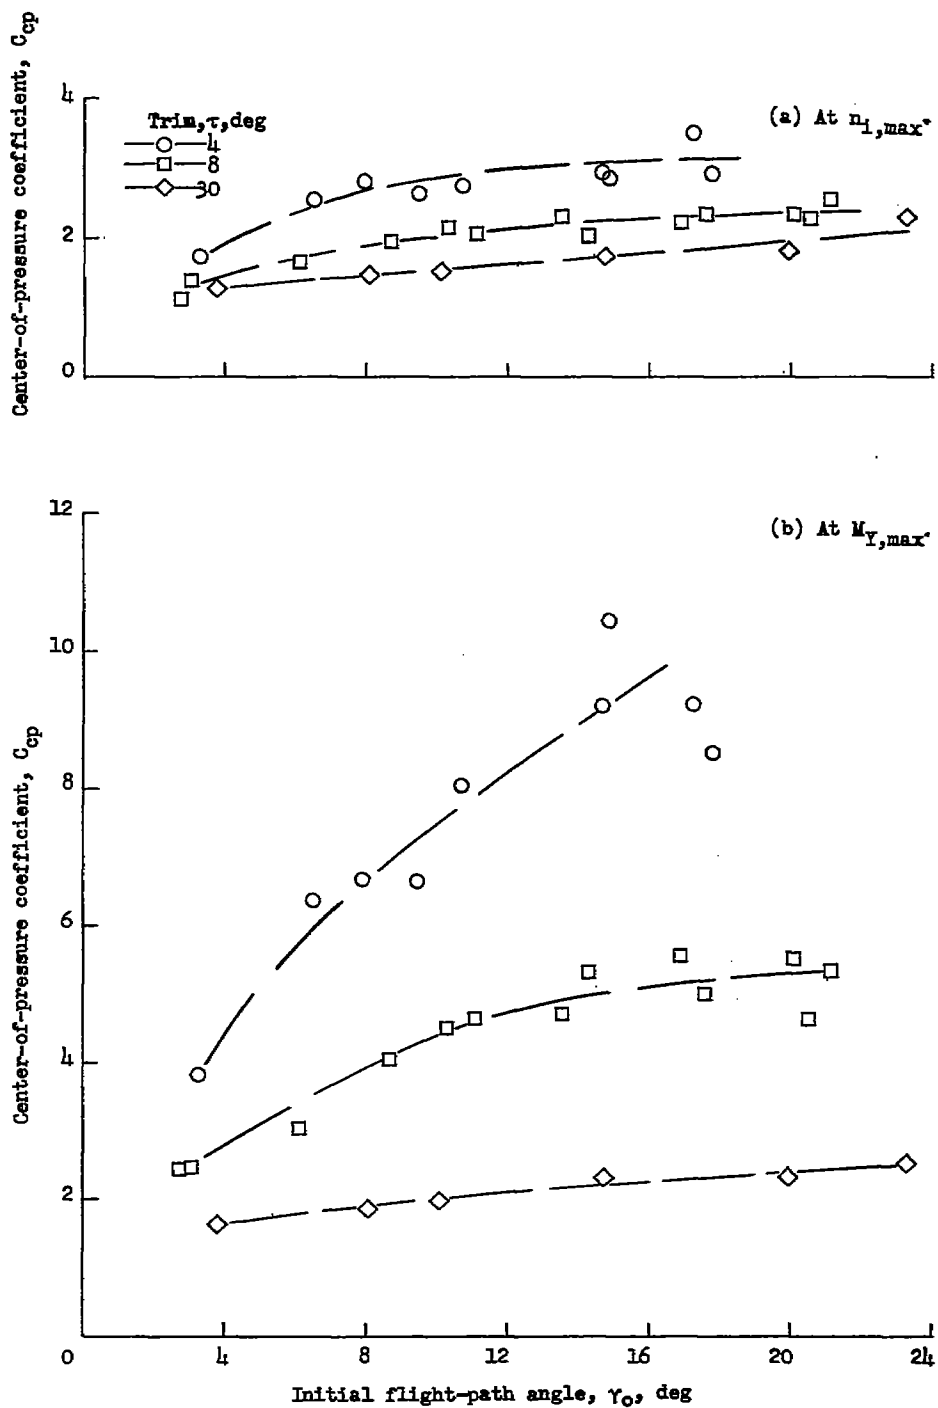 Center-of-pressure coefficient, Ccp
4
2
0
Trim, τ, deg
4
8
30
(a) At ni,max.
Center-of-pressure coefficient, Ccp
12
10
8
6
4
2
(b) At MY,max.
0 4 8 12 16 20 24
Initial flight-path angle, γo, deg